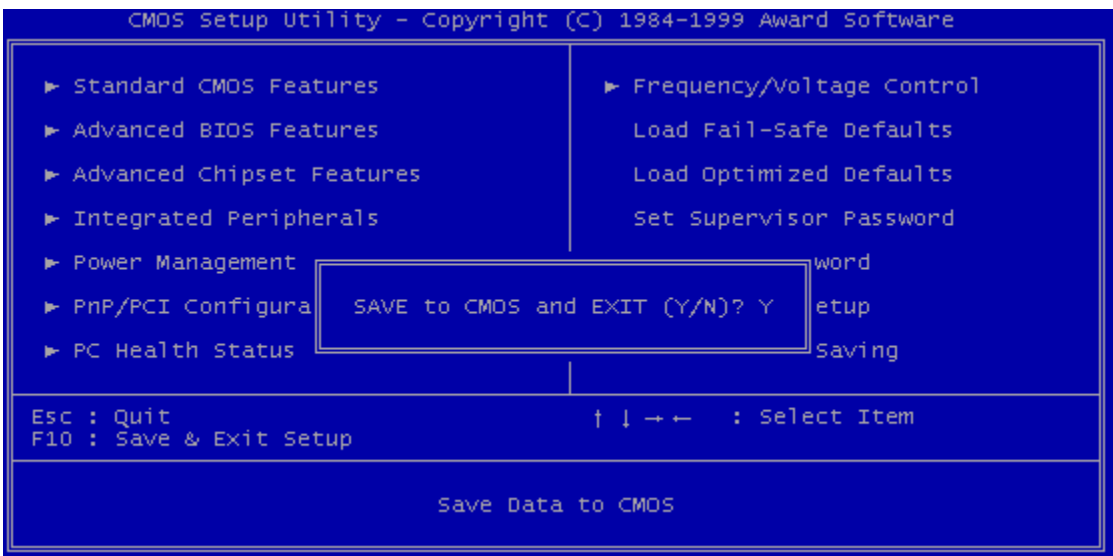 CMOS Setup Utility – Copyright (C) 1984–1999 Award Software
► Standard CMOS Features
► Advanced BIOS Features
► Advanced Chipset Features
► Integrated Peripherals
► Power Management
► PnP/PCI Configura
► PC Health Status
► Frequency/Voltage Control
Load Fail–Safe Defaults
Load Optimized Defaults
Set Supervisor Password
word
etup
Saving
SAVE to CMOS and EXIT (Y/N)? Y
Esc : Quit
F10 : Save & Exit Setup
↑ ↓ → ← : Select Item
Save Data to CMOS